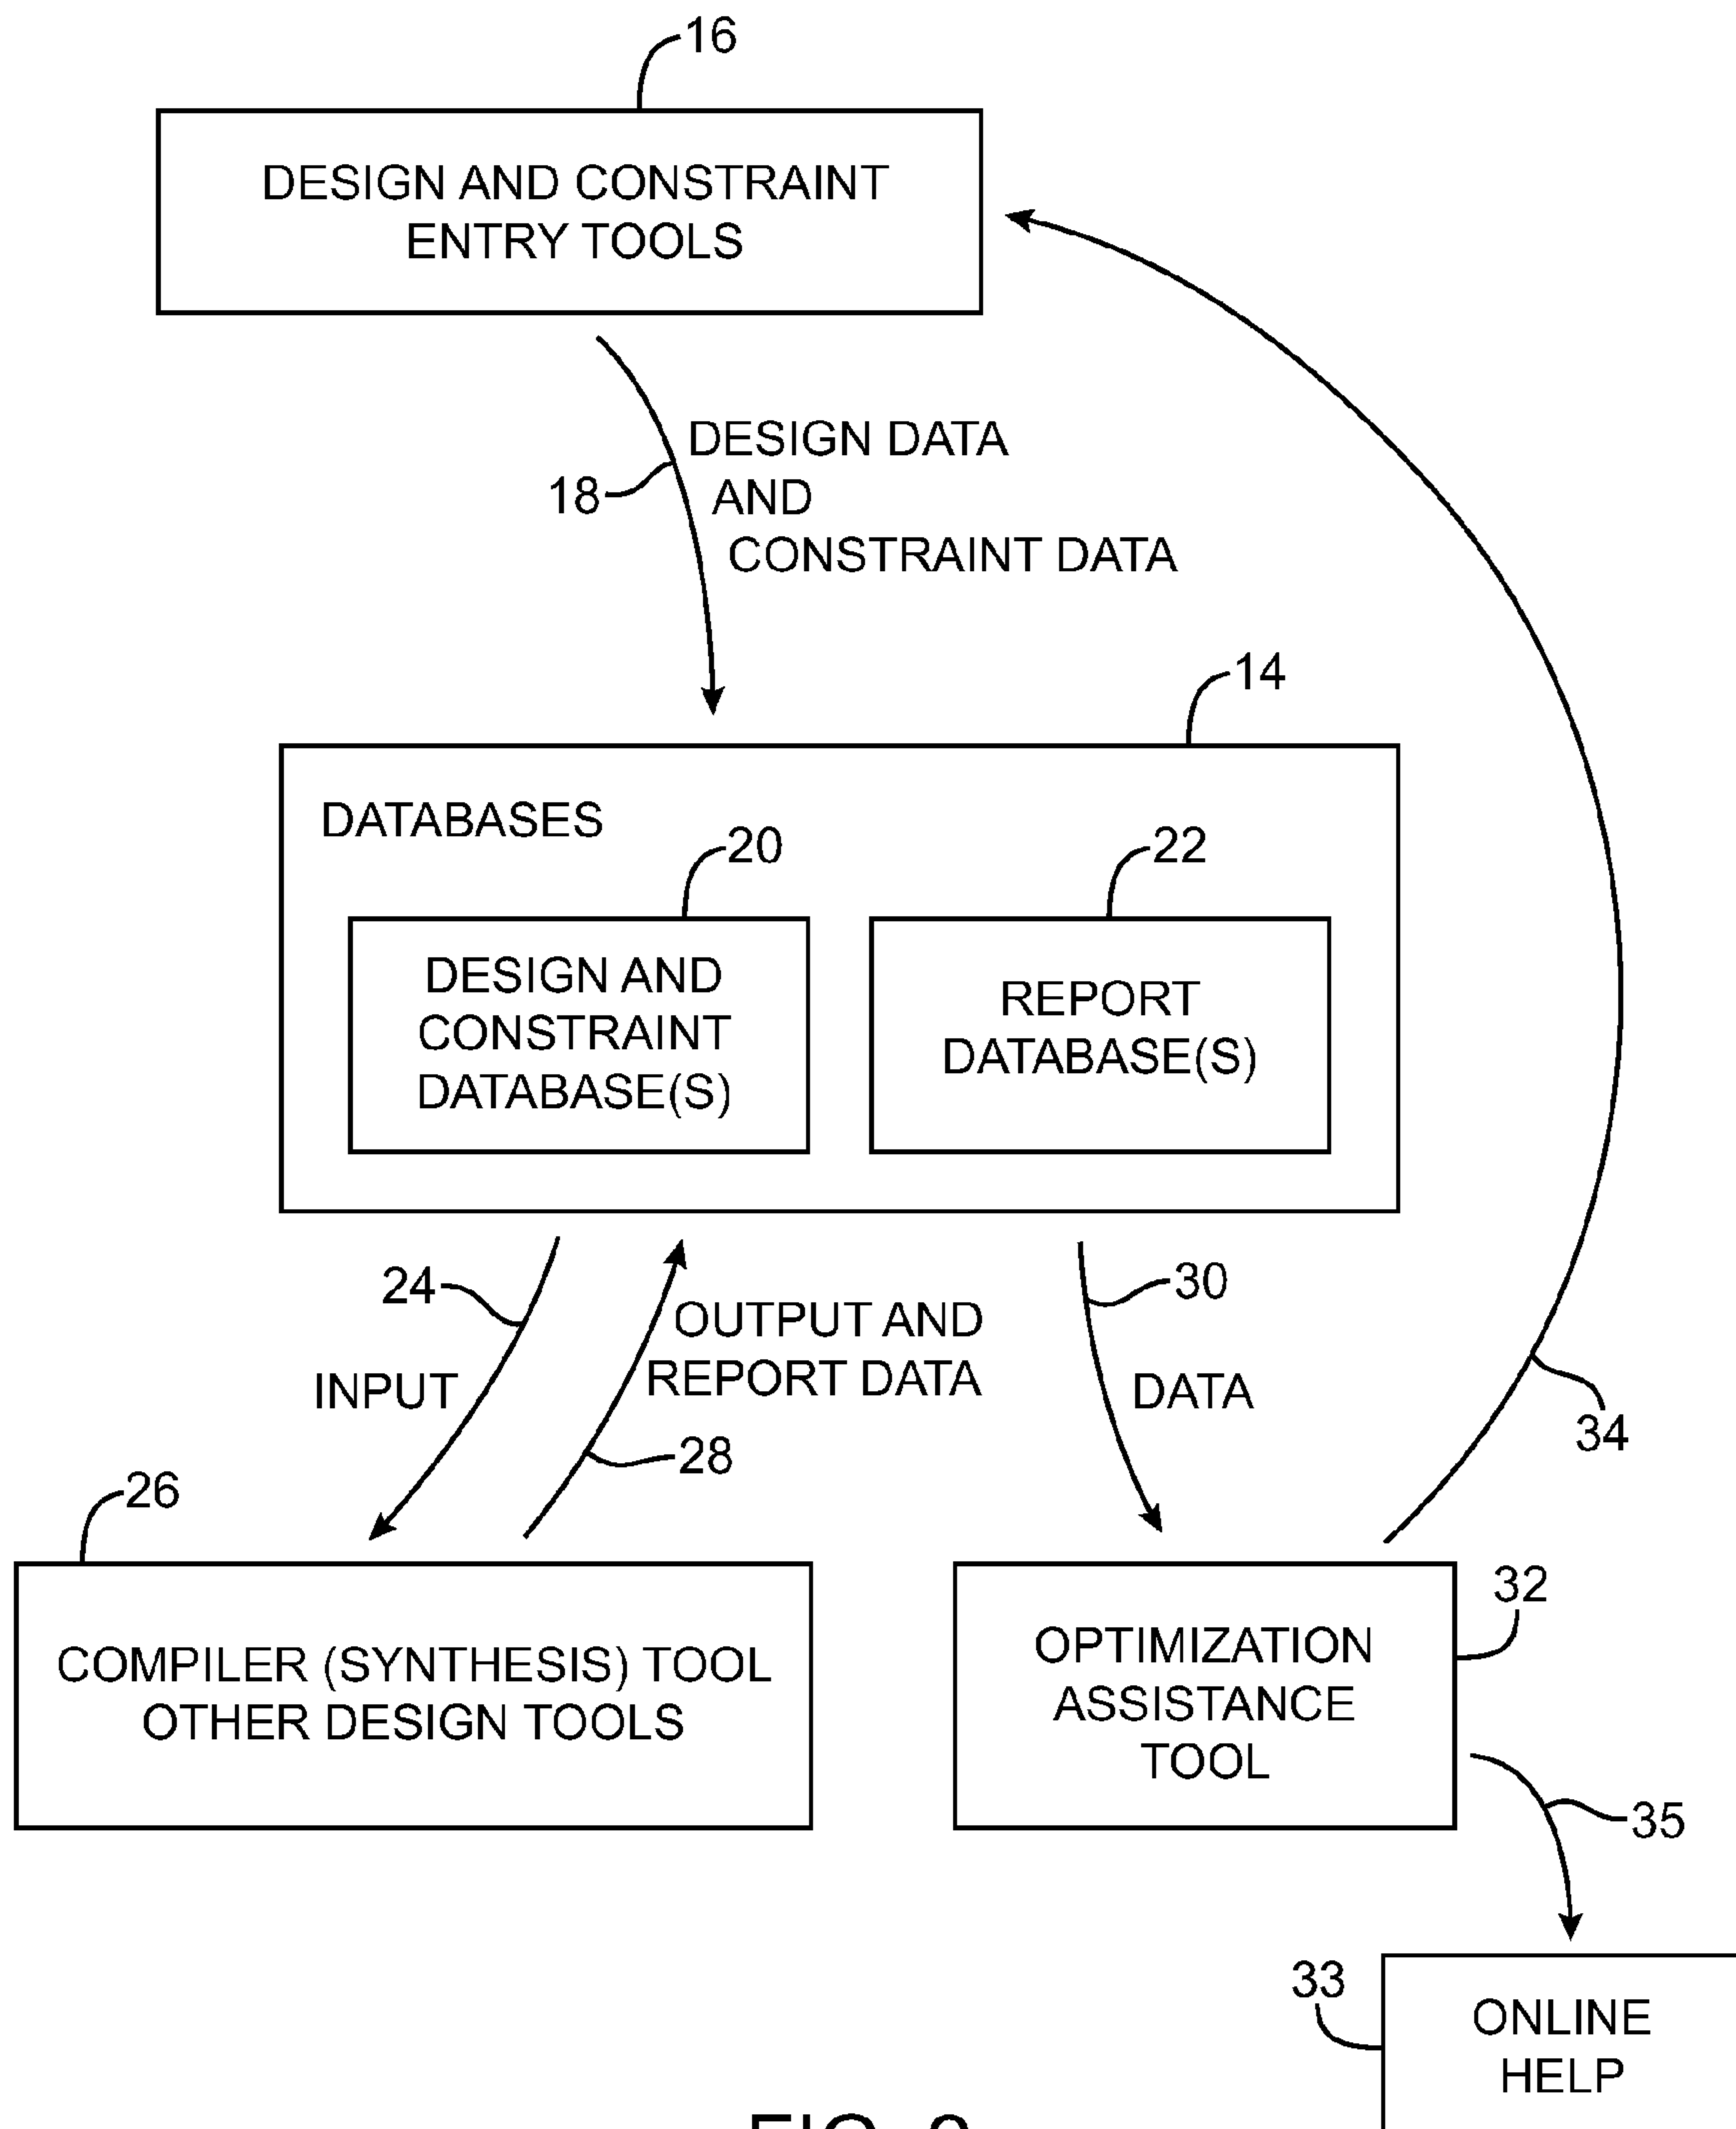 16
DESIGN AND CONSTRAINT
ENTRY TOOLS
DESIGN DATA
18
AND
CONSTRAINT DATA
14
DATABASES
20
22
DESIGN AND
CONSTRAINT
DATABASE(S)
REPORT
DATABASE(S)
24
30
OUTPUT AND
REPORT DATA
INPUT
DATA
34
28
26
32
COMPILER (SYNTHESIS) TOOL
OTHER DESIGN TOOLS
OPTIMIZATION
ASSISTANCE
TOOL
35
33
ONLINE
HELP